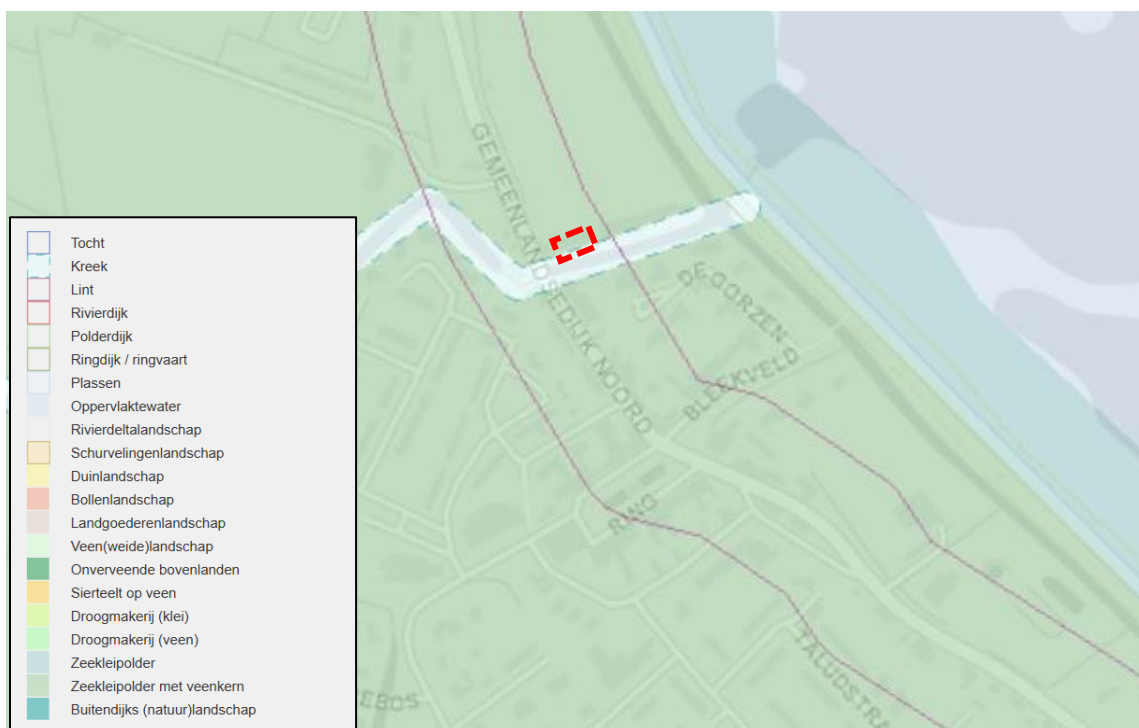 GEMEENLANDSEDIJK NOORD
DE GORZEN
BLEEKVELD
RING
TALUDSTRA
Tocht
Kreek
Lint
Rivierdijk
Polderdijk
Ringdijk / ringvaart
Plassen
Oppervlaktewater
Rivierdeltalandschap
Schurvelingenlandschap
Duinlandschap
Bollenlandschap
Landgoederenlandschap
Veen(weide)landschap
Onverveende bovenlanden
Sierteelt op veen
Droogmakerij (klei)
Droogmakerij (veen)
Zeekleipolder
Zeekleipolder met veenkern
Buitendijks (natuur)landschap